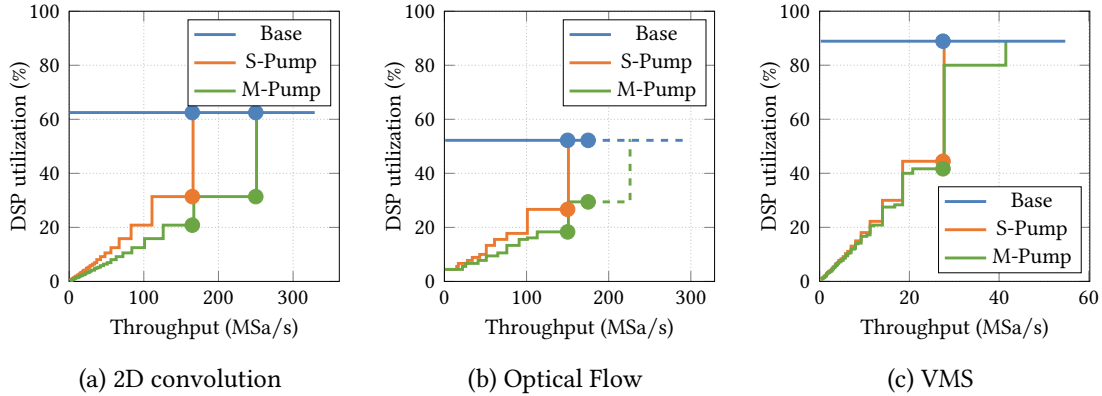 DSP utilization (%)
100
80
60
40
20
0
Base
S-Pump
M-Pump
0 100 200 300
Throughput (MSa/s)
(a) 2D convolution
DSP utilization (%)
100
80
60
40
20
0
Base
S-Pump
M-Pump
0 100 200 300
Throughput (MSa/s)
(b) Optical Flow
DSP utilization (%)
100
80
60
40
20
0
Base
S-Pump
M-Pump
0 20 40 60
Throughput (MSa/s)
(c) VMS